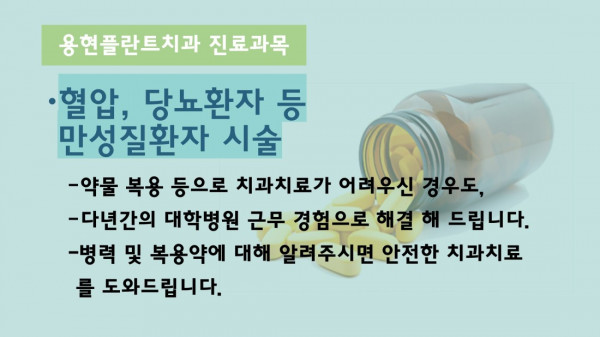 용현플란트치과 진료과목
·혈압, 당뇨환자 등
만성질환자 시술
-약물 복용 등으로 치과치료가 어려우신 경우도,
-다년간의 대학병원 근무 경험으로 해결 해 드립니다.
-병력 및 복용약에 대해 알려주시면 안전한 치과치료
를 도와드립니다.